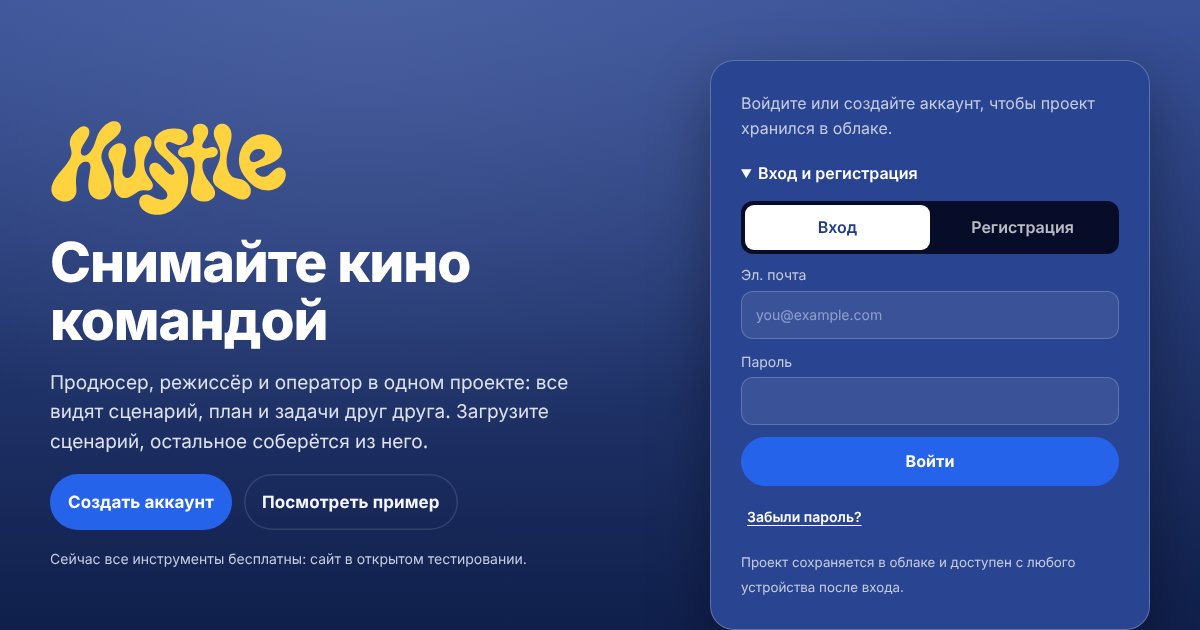 Hustle
Снимайте кино
командой
Продюсер, режиссёр и оператор в одном проекте: все
видят сценарий, план и задачи друг друга. Загрузите
сценарий, остальное соберётся из него.
Создать аккаунт
Посмотреть пример
Сейчас все инструменты бесплатны: сайт в открытом тестировании.
Войдите или создайте аккаунт, чтобы проект
хранился в облаке.
▼ Вход и регистрация
Вход
Регистрация
Эл. почта
you@example.com
Пароль
Войти
Забыли пароль?
Проект сохраняется в облаке и доступен с любого
устройства после входа.